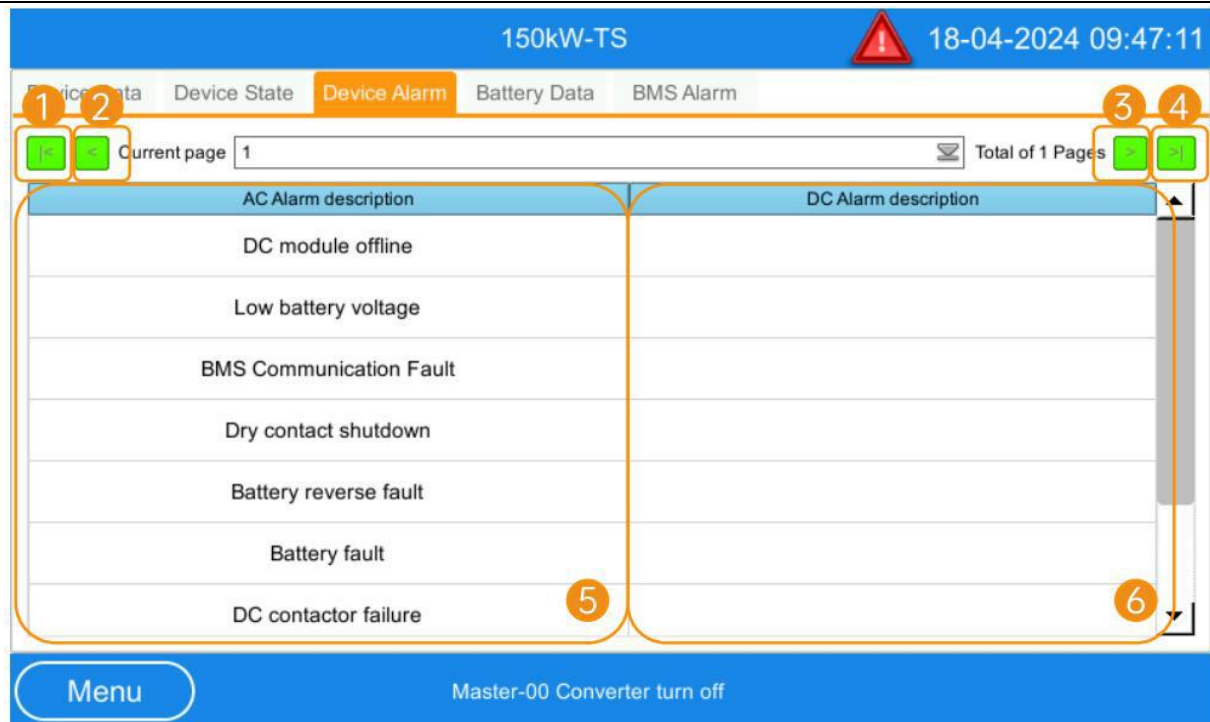 150kW-TS
18-04-2024 09:47:11
Device State Device Alarm Battery Data BMS Alarm
1 2 3 4
|< < Current page 1 Total of 1 Pages > >|
AC Alarm description DC Alarm description
DC module offline
Low battery voltage
BMS Communication Fault
Dry contact shutdown
Battery reverse fault
Battery fault
DC contactor failure
5 6
Menu Master-00 Converter turn off